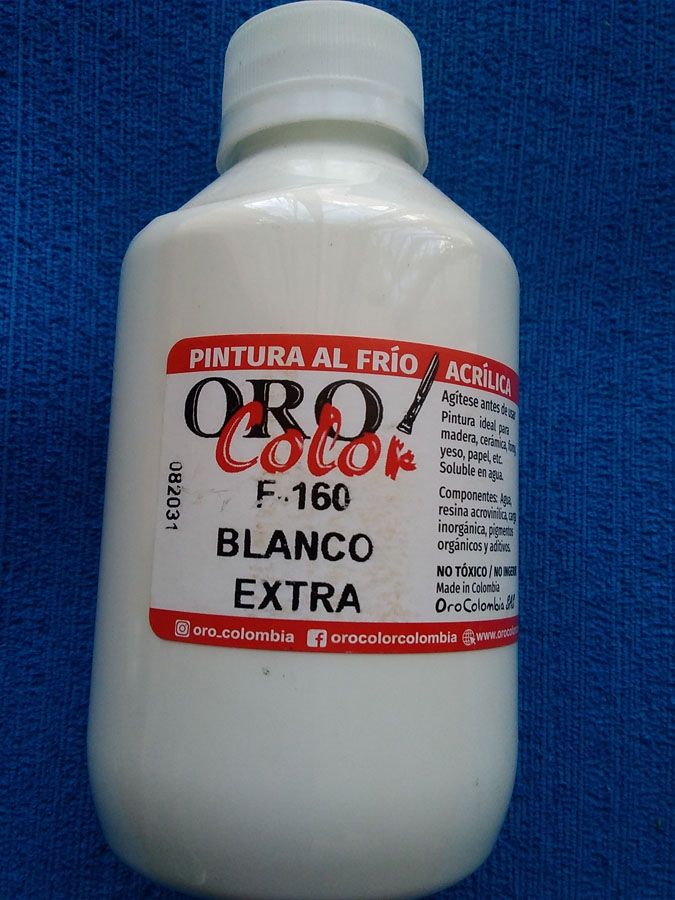 PINTURA AL FRÍO
ACRÍLICA
ORO
Color
F-160
BLANCO
EXTRA
082031
Agítese antes de usar
Pintura ideal para
madera, cerámica,
yeso, papel, etc.
Soluble en agua.
Componentes: Agua,
resina acrovinílica,
inorgánica, pigmentos
orgánicos y aditivos.
NO TÓXICO / NO
Made in Colombia
OroColombia SAS
oro_colombia
orocolorcolombia